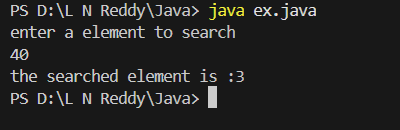 PS D:\L N Reddy\Java> java ex.java
enter a element to search
40
the searched element is :3
PS D:\L N Reddy\Java>